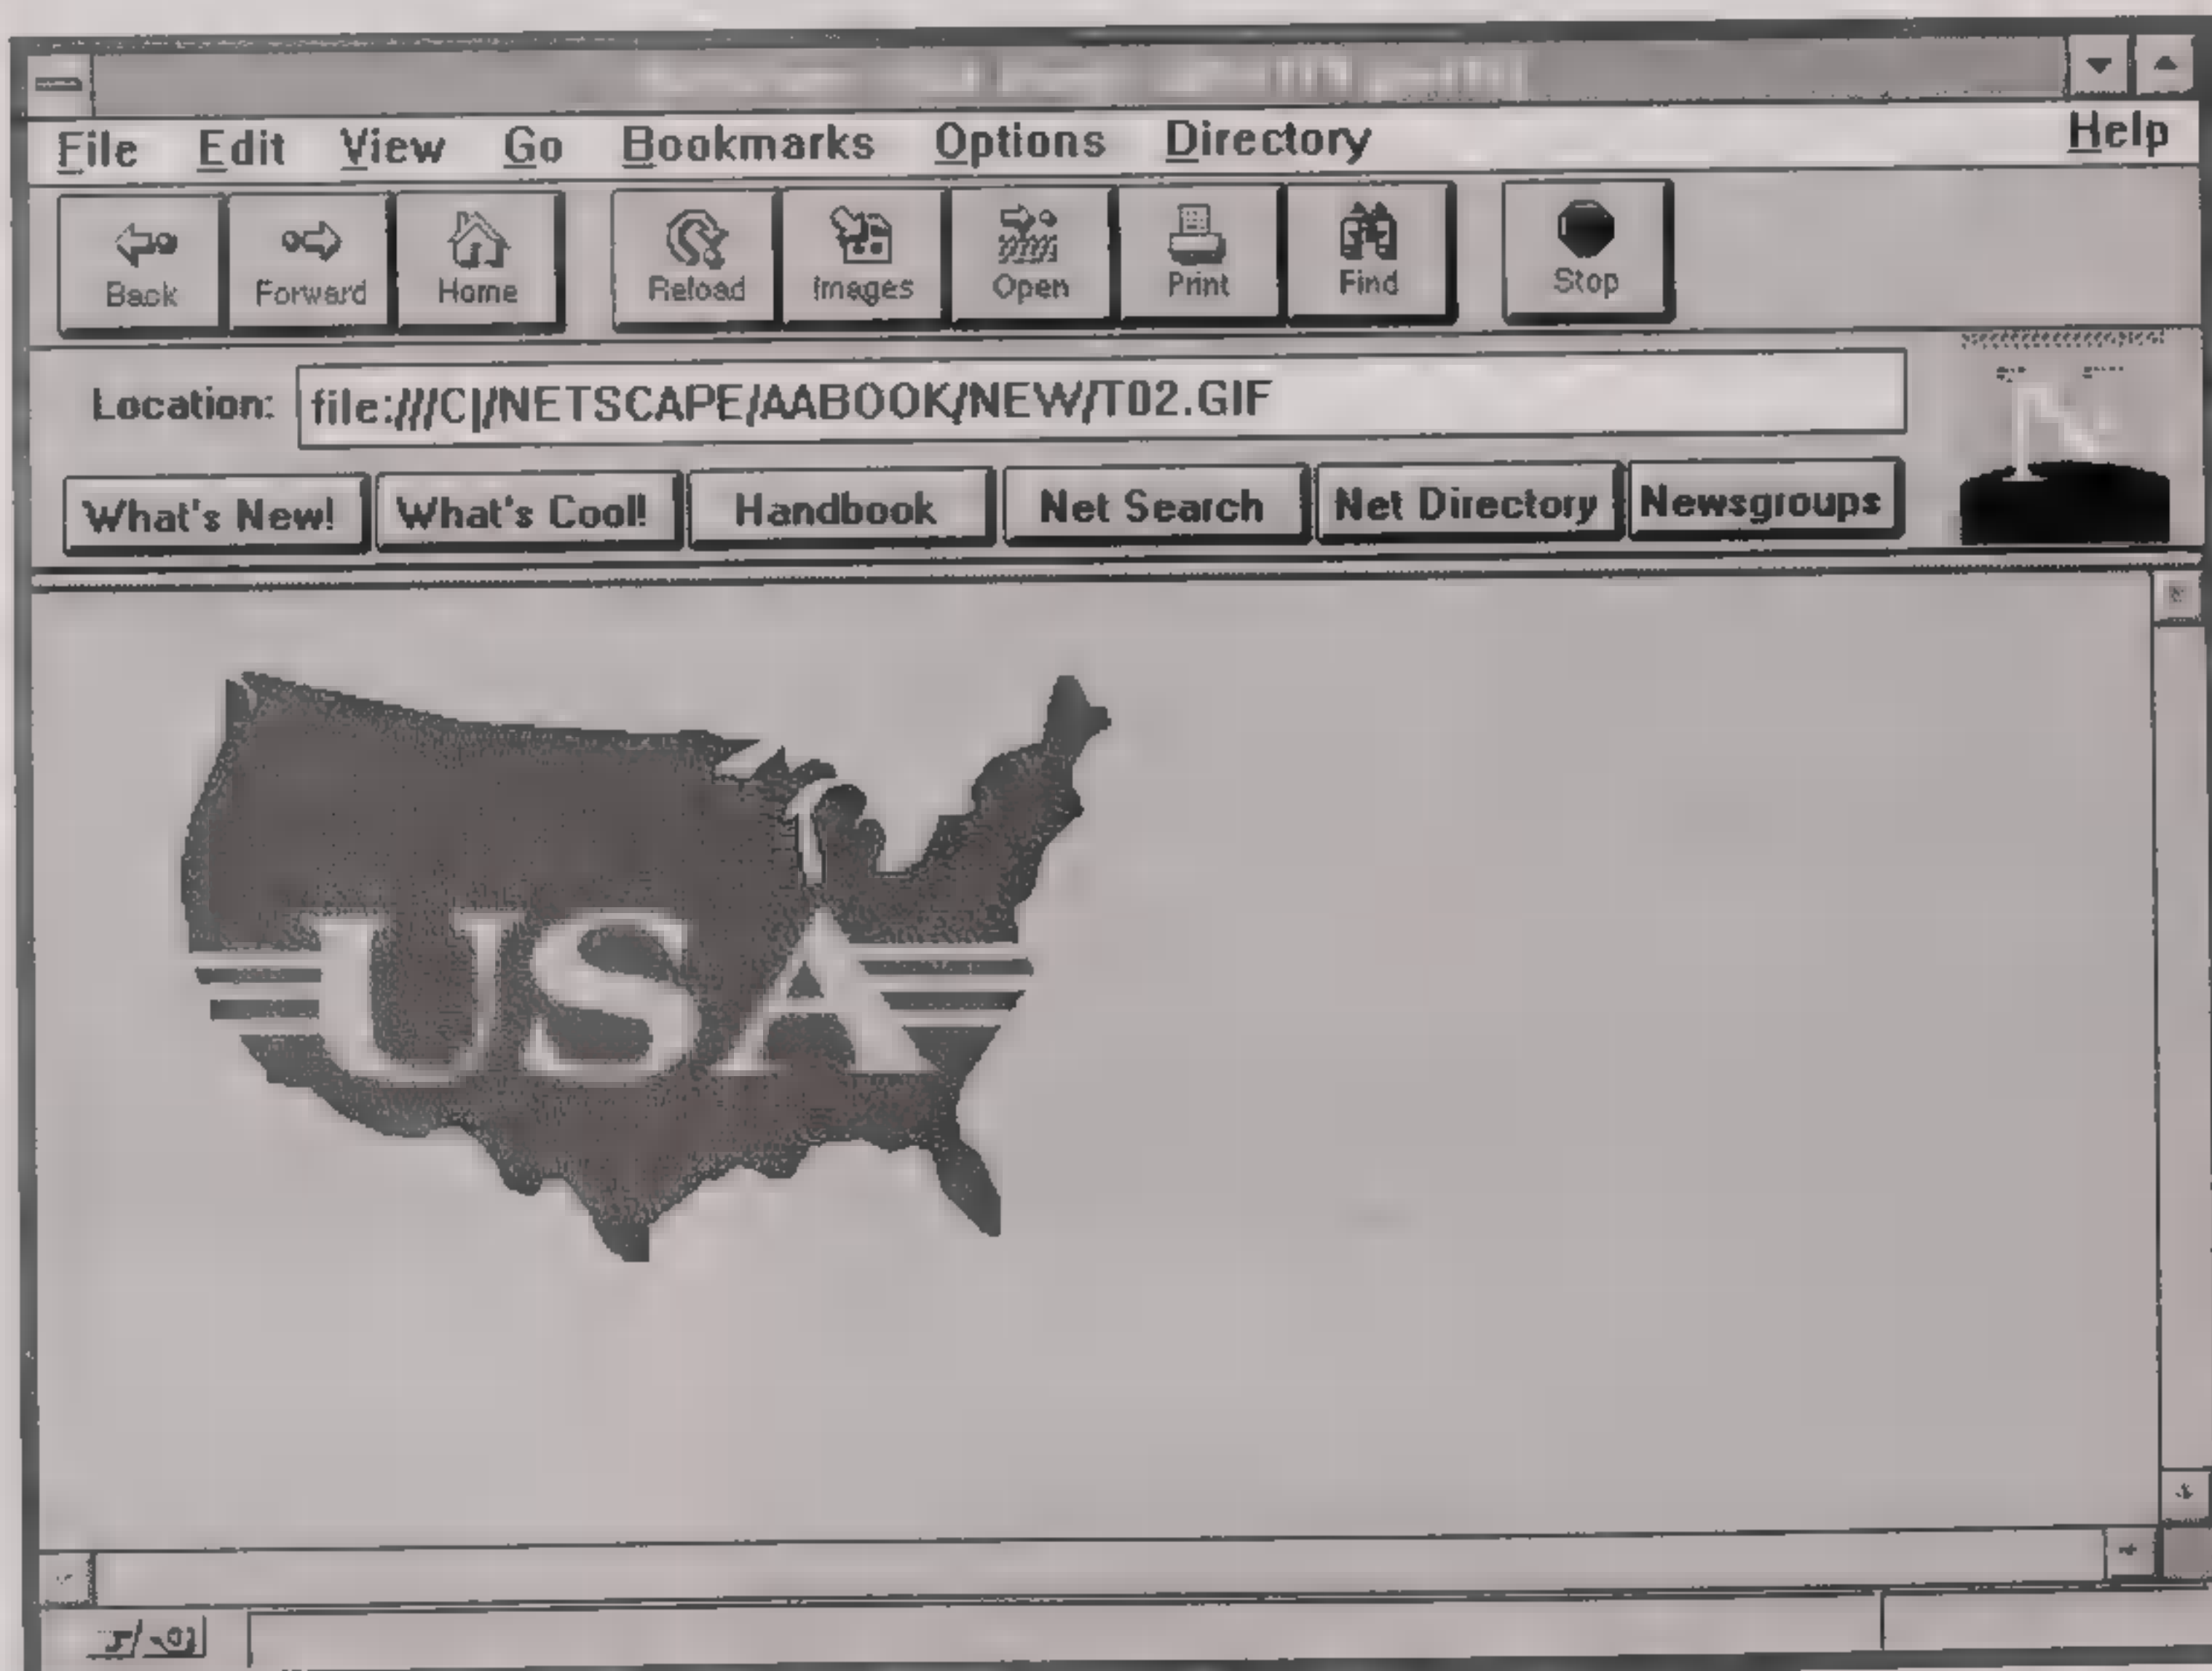 File Edit View Go Bookmarks Options Directory Help
Back Forward Home Reload Images Open Print Find Stop
Location: file:///C|/NETSCAPE/AABOOK/NEW/T02.GIF
N
What's New! What's Cool! Handbook Net Search Net Directory Newsgroups
USA